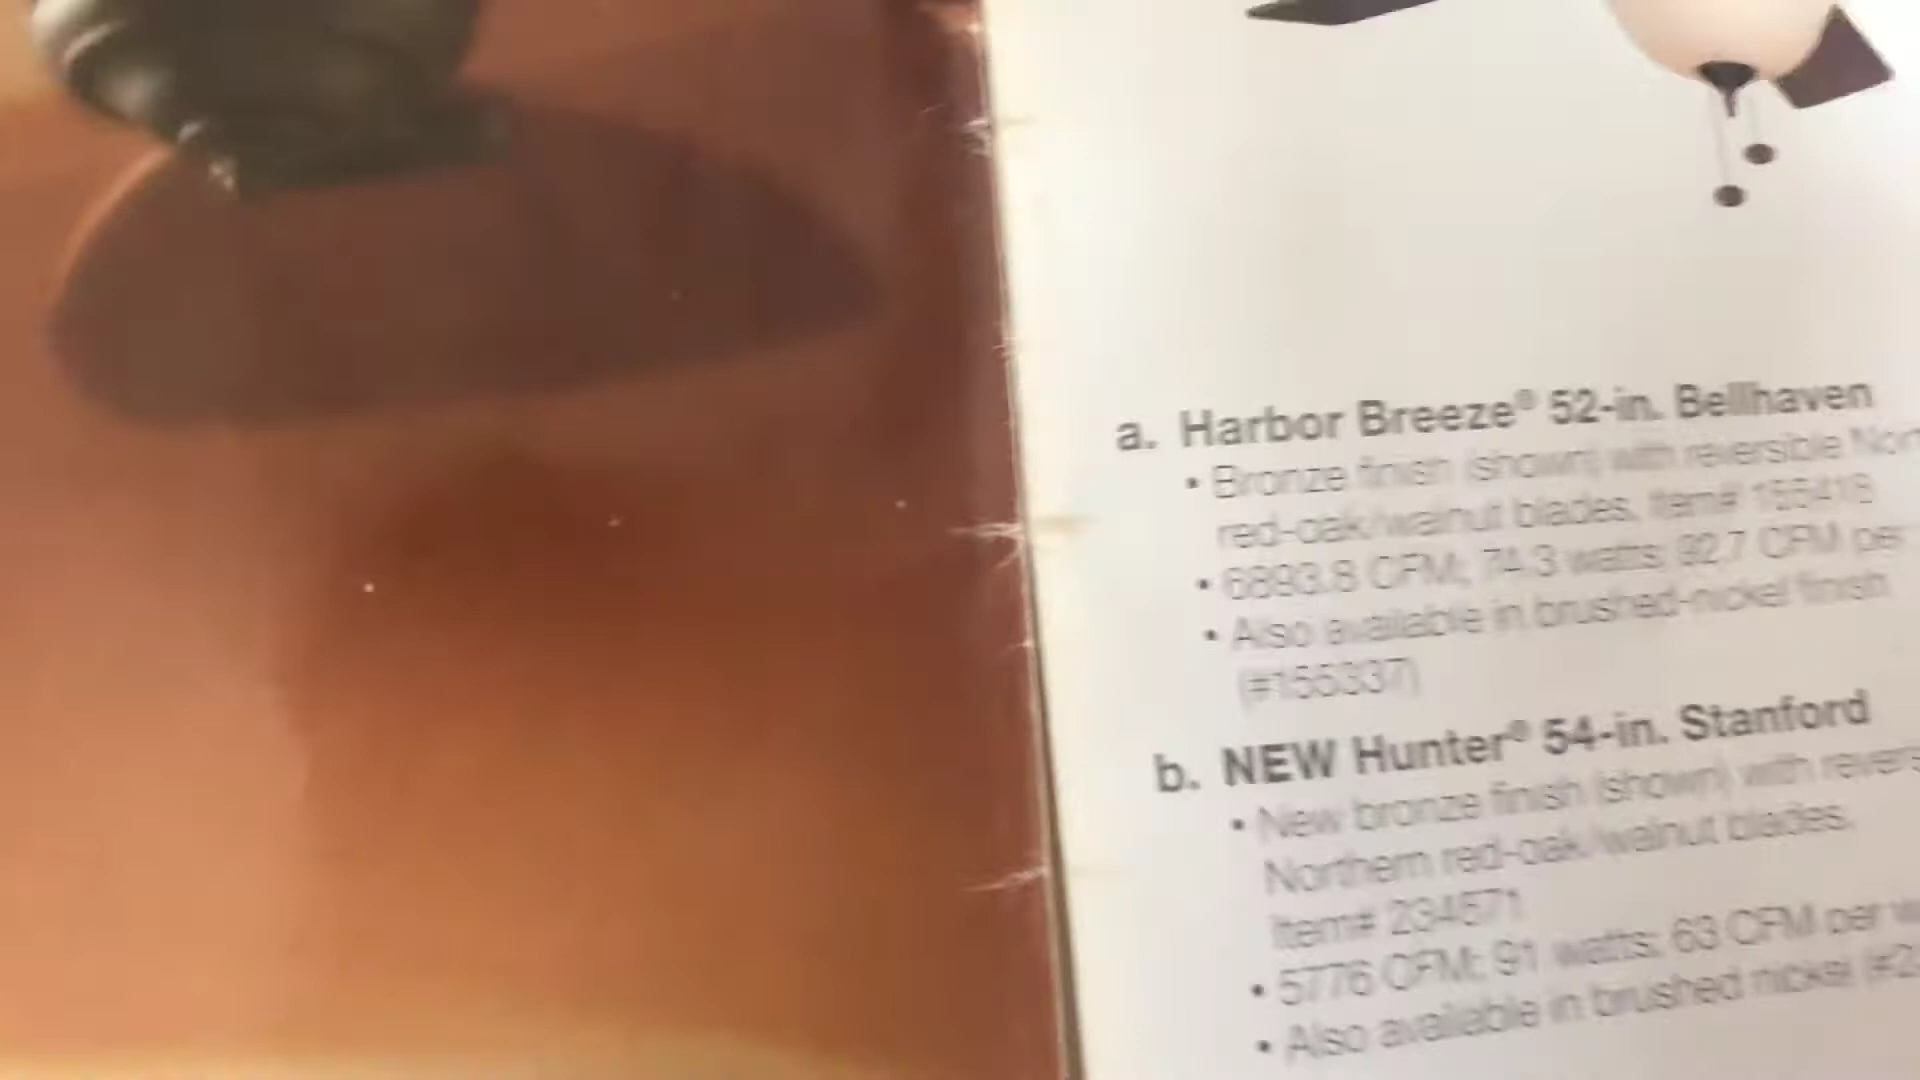 a. Harbor Breeze® 52-in. Bellhaven
• Bronze finish (shown) with reversible
red-oak/walnut blades, Item# 155418
• 6893.8 CFM; 74.3 watts; 92.7 CFM per
• Also available in brushed-nickel finish
(#155337)
b. NEW Hunter® 54-in. Stanford
• New bronze finish (shown) with
Northern red-oak/walnut blades,
Item# 234571
• 5776 CFM; 91 watts; 63 CFM per
• Also available in brushed nickel